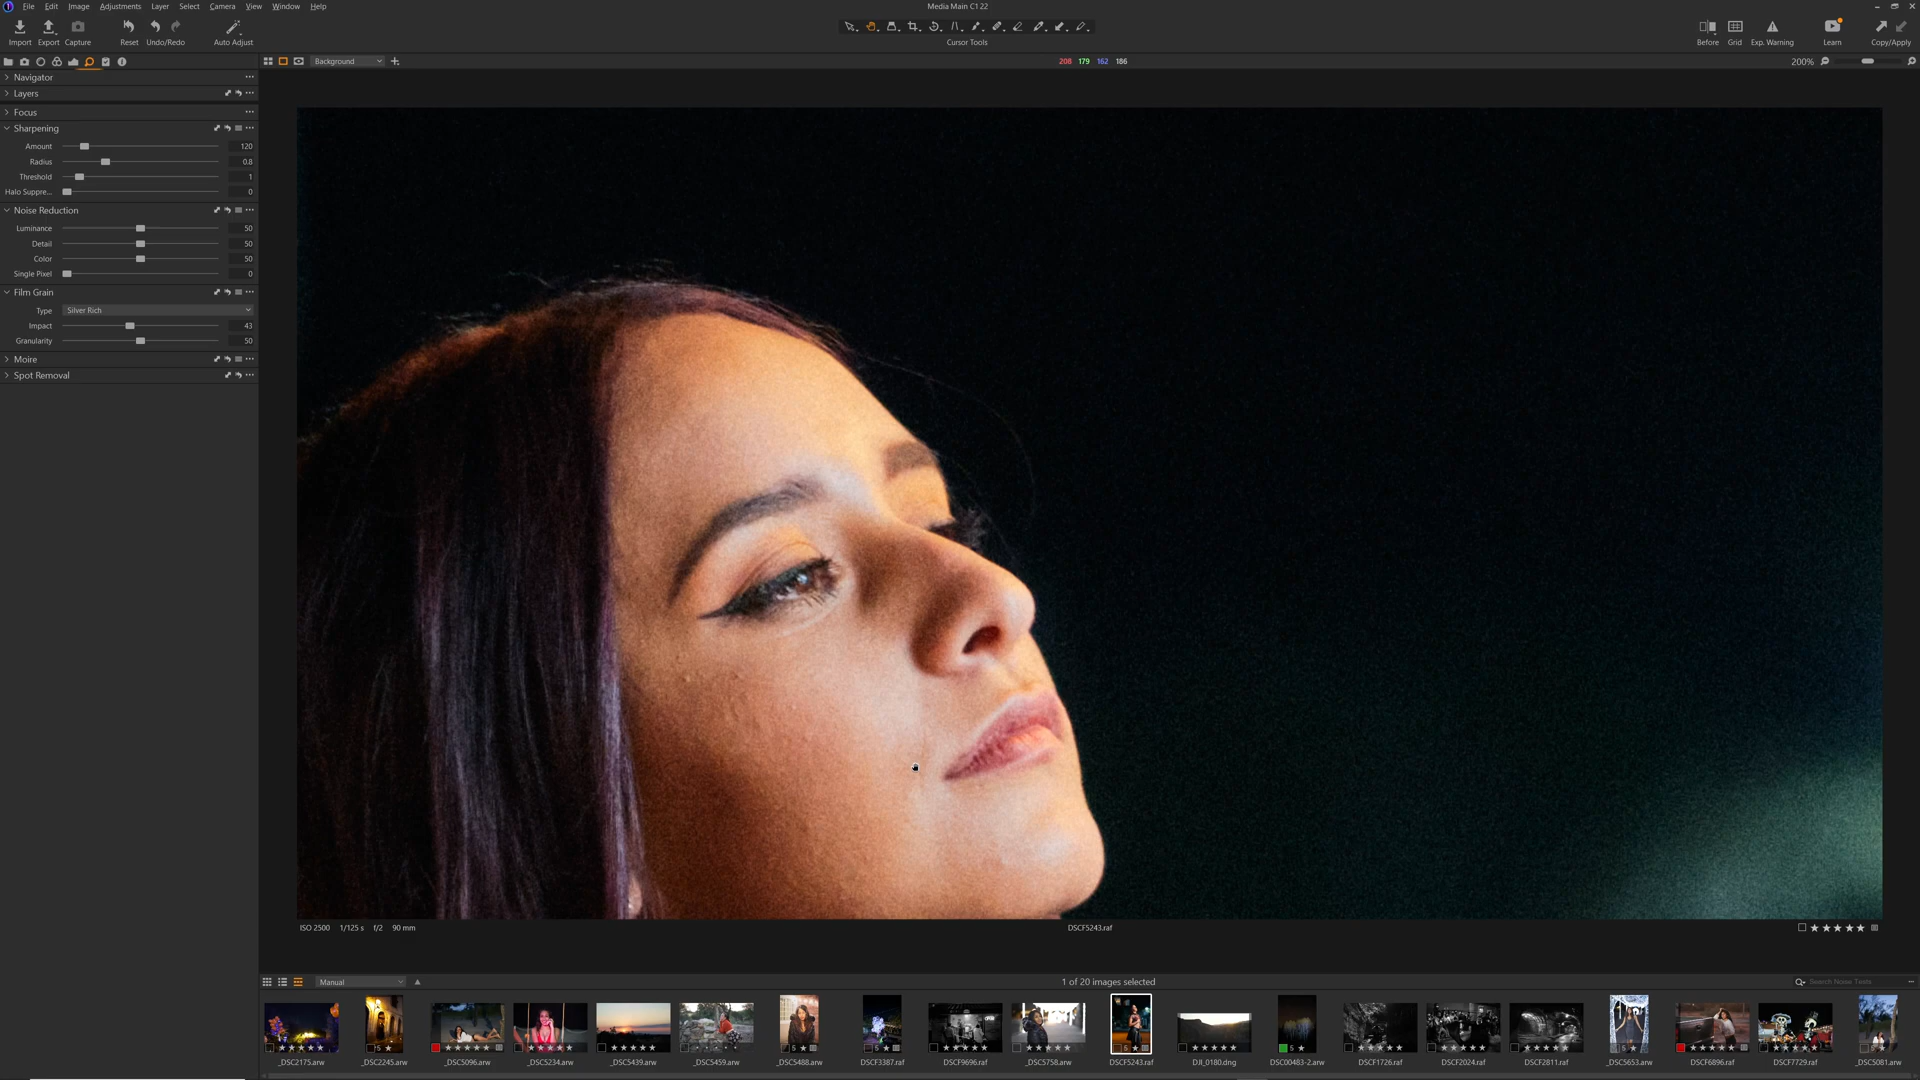 File Edit Image Adjustments Layer Select Camera View Window Help
Media Main C1 22
Import Export Capture Reset Undo/Redo Auto Adjust
Cursor Tools
Before Grid Exp. Warning Learn Copy/Apply
Background
208 179 162 186
200%
Navigator
Layers
Focus
Sharpening
Amount 120
Radius 0.8
Threshold 1
Halo Suppre... 0
Noise Reduction
Luminance 50
Detail 50
Color 50
Single Pixel 0
Film Grain
Type Silver Rich
Impact 43
Granularity 50
Moire
Spot Removal
ISO 2500 1/125 s f/2 90 mm
DSCF5243.raf
Manual
1 of 20 images selected
Search Noise Tests
_DSC2175.arw _DSC2245.arw _DSC5096.arw _DSC5234.arw _DSC5439.arw _DSC5459.arw _DSC5488.arw DSCF3387.raf DSCF9696.raf _DSC5758.arw DSCF5243.raf DJI_0180.dng DSC00483-2.arw DSCF1726.raf DSCF2024.raf DSCF2811.raf _DSC5653.arw DSCF6896.raf DSCF7729.raf _DSC5081.arw